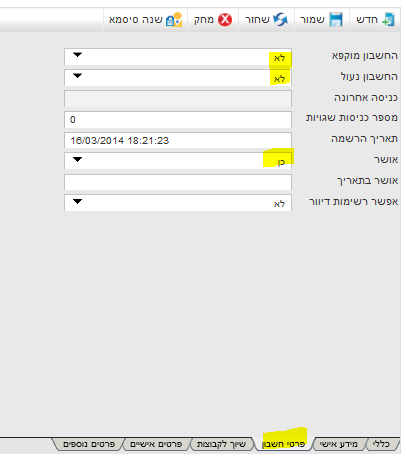 חדש שמור שחזר מחק שנה סיסמא
החשבון מוקפא לא
החשבון נעול לא
כניסה אחרונה
מספר כניסות שגויות 0
תאריך הרשמה 16/03/2014 18:21:23
אושר כן
אושר בתאריך
אפשר רשימות דיוור לא
כללי מידע אישי פרטי חשבון שיוך לקבוצות פרטים אישיים פרטים נוספים